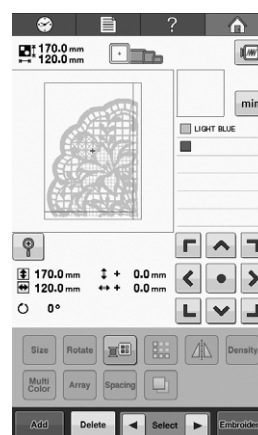 ?
170.0 mm
120.0 mm
min
LIGHT BLUE
170.0 mm + 0.0 mm
120.0 mm + 0.0 mm
0°
Size Rotate Density
Multi Color Array Spacing
Add Delete Select Embroider